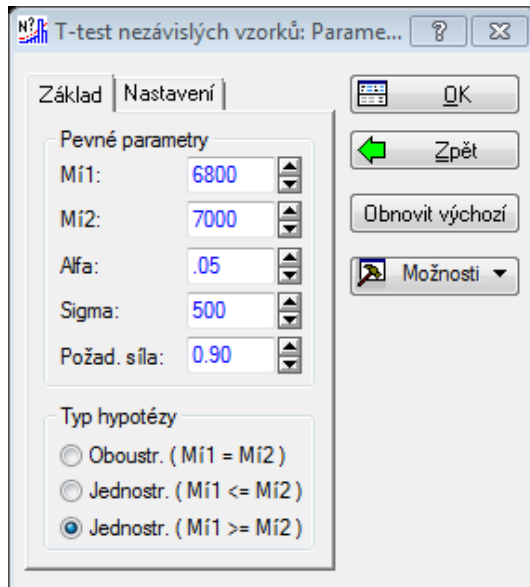 N? T-test nezávislých vzorků: Parame... ?
Základ Nastavení
Pevné parametry
Mí1: 6800
Mí2: 7000
Alfa: .05
Sigma: 500
Požad. síla: 0.90
Typ hypotézy
Oboustr. ( Mí1 = Mí2 )
Jednostr. ( Mí1 <= Mí2 )
Jednostr. ( Mí1 >= Mí2 )
OK
Zpět
Obnovit výchozí
Možnosti